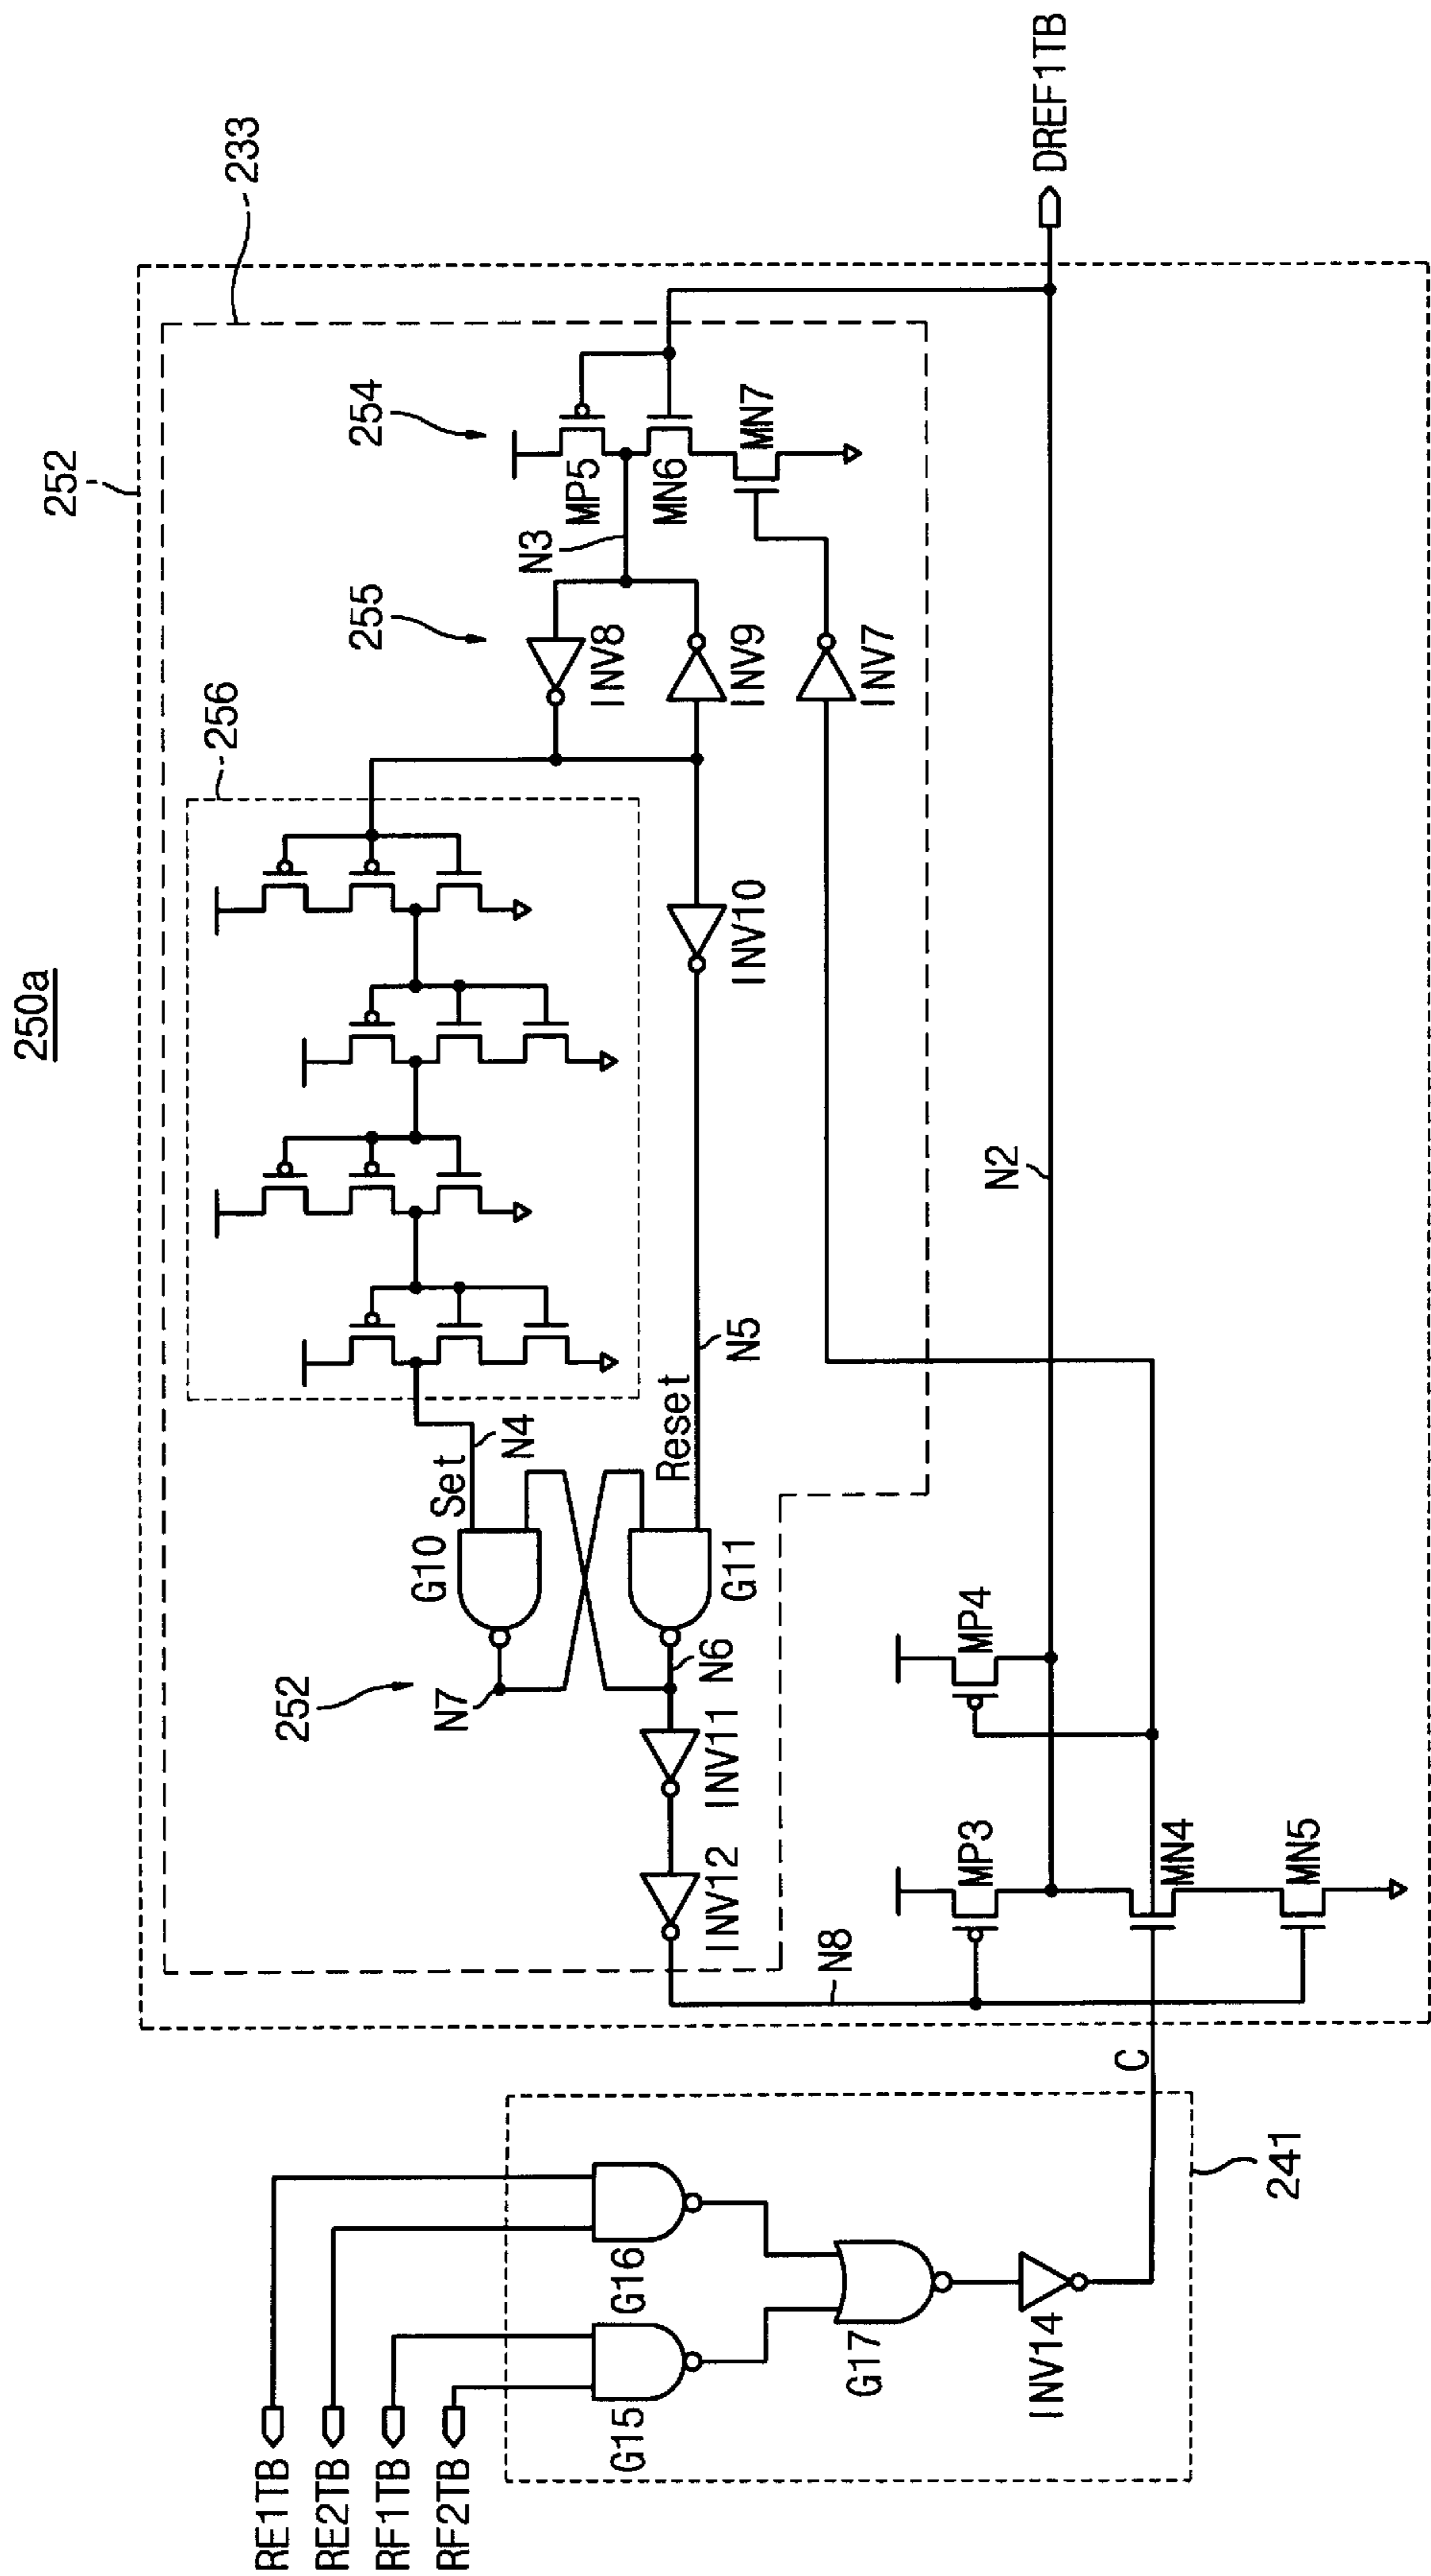 250a
252
233
254
255
256
MP5
MN6
MN7
N3
INV8
INV9
INV7
INV10
N5
N4
Set
Reset
G10
G11
252
N7
N6
INV11
INV12
N8
N2
MP4
MP3
MN4
MN5
DREF1TB
C
241
G16
G15
G17
INV14
RE1TB
RE2TB
RF1TB
RF2TB